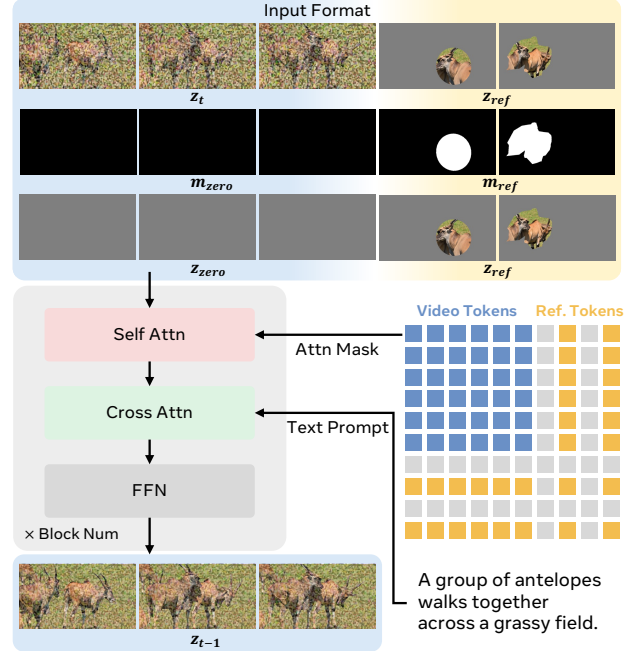 Input Format
z_t
z_ref
m_zero
m_ref
z_zero
z_ref
Video Tokens Ref. Tokens
Self Attn
Attn Mask
Cross Attn
Text Prompt
FFN
× Block Num
A group of antelopes
walks together
across a grassy field.
z_{t-1}